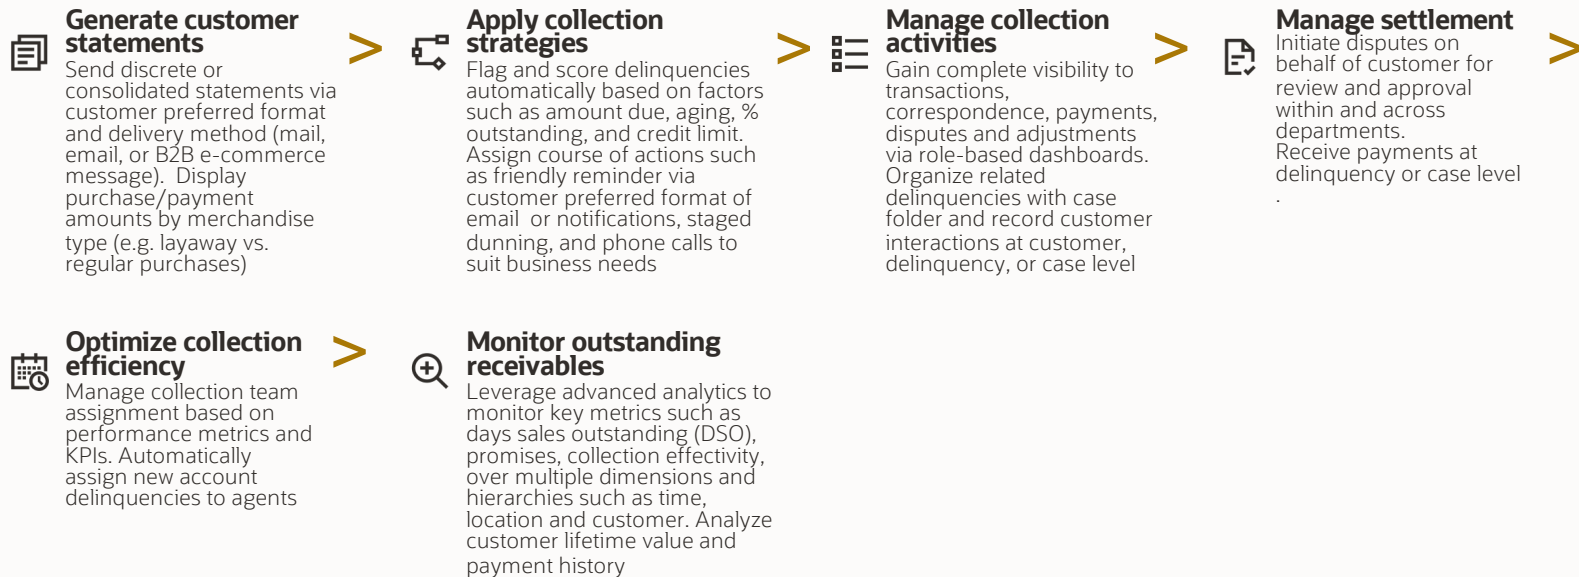 Generate customer
statements
Send discrete or
consolidated statements via
customer preferred format
and delivery method (mail,
email, or B2B e-commerce
message).  Display
purchase/payment
amounts by merchandise
type (e.g. layaway vs.
regular purchases)
>
Apply collection
strategies
Flag and score delinquencies
automatically based on factors
such as amount due, aging, %
outstanding, and credit limit.
Assign course of actions such
as friendly reminder via
customer preferred format of
email  or notifications, staged
dunning, and phone calls to
suit business needs
>
Manage collection
activities
Gain complete visibility to
transactions,
correspondence, payments,
disputes and adjustments
via role-based dashboards.
Organize related
delinquencies with case
folder and record customer
interactions at customer,
delinquency, or case level
>
Manage settlement
Initiate disputes on
behalf of customer for
review and approval
within and across
departments.
Receive payments at
delinquency or case level
.
>
Optimize collection
efficiency
Manage collection team
assignment based on
performance metrics and
KPIs. Automatically
assign new account
delinquencies to agents
>
Monitor outstanding
receivables
Leverage advanced analytics to
monitor key metrics such as
days sales outstanding (DSO),
promises, collection effectivity,
over multiple dimensions and
hierarchies such as time,
location and customer. Analyze
customer lifetime value and
payment history